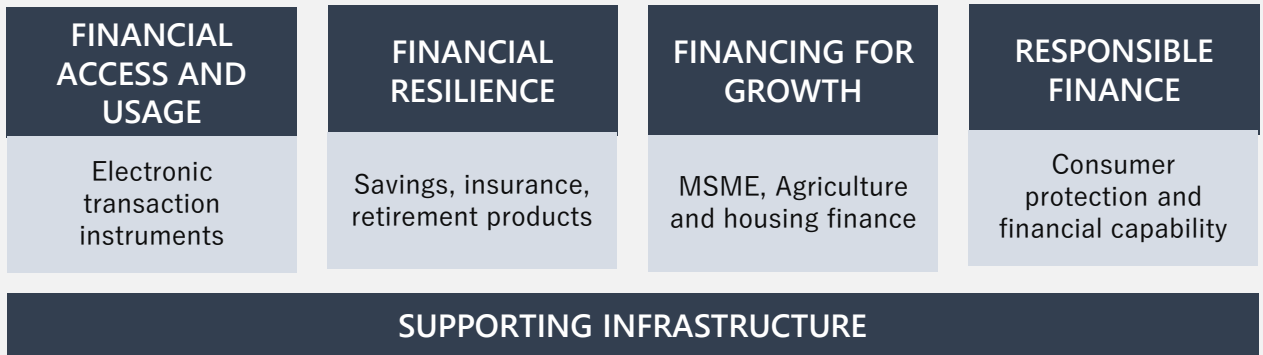 FINANCIAL
ACCESS AND
USAGE
Electronic
transaction
instruments
FINANCIAL
RESILIENCE
Savings, insurance,
retirement products
FINANCING FOR
GROWTH
MSME, Agriculture
and housing finance
RESPONSIBLE
FINANCE
Consumer
protection and
financial capability
SUPPORTING INFRASTRUCTURE